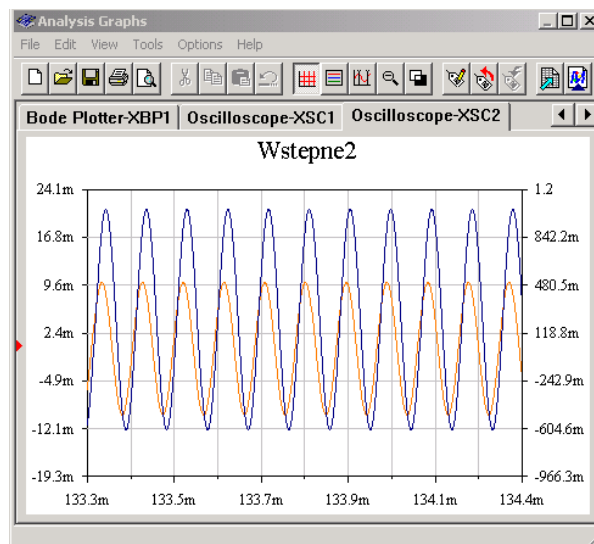 Analysis Graphs
File Edit View Tools Options Help
Bode Plotter-XBP1 Oscilloscope-XSC1 Oscilloscope-XSC2
Wstepne2
24.1m 1.2
16.8m 842.2m
9.6m 480.5m
2.4m 118.8m
-4.9m -242.9m
-12.1m -604.6m
-19.3m -966.3m
133.3m 133.5m 133.7m 133.9m 134.1m 134.4m